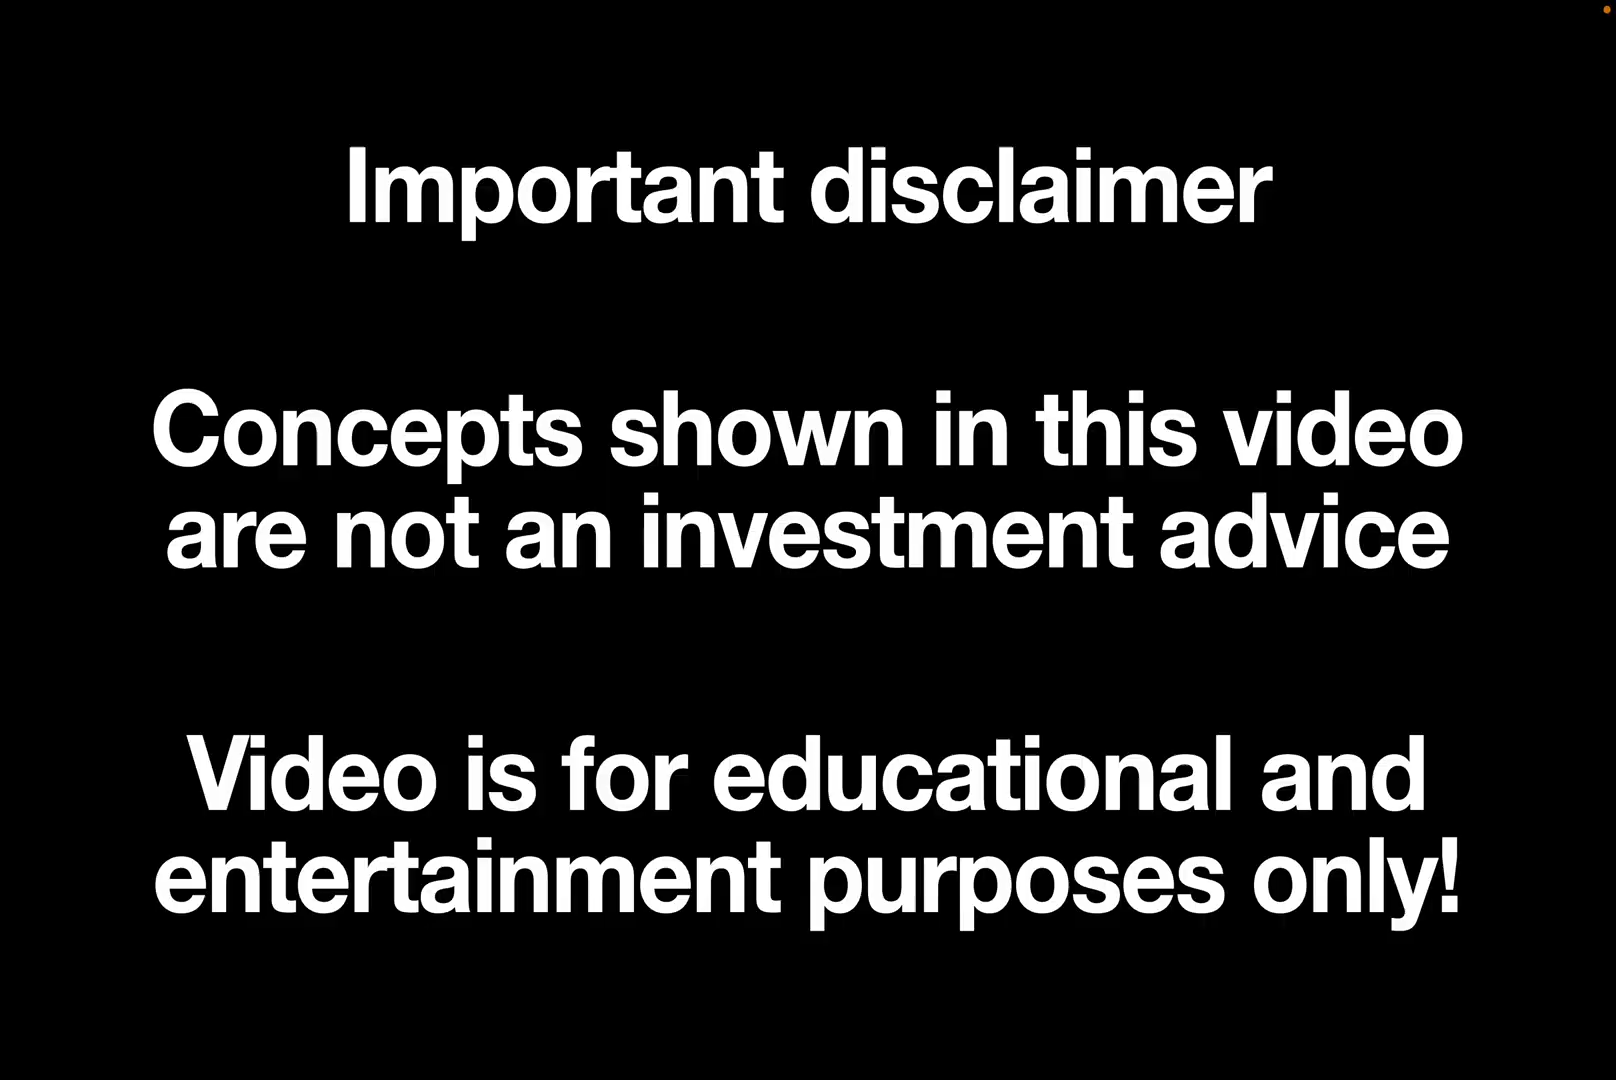 Important disclaimer
Concepts shown in this video
are not an investment advice
Video is for educational and
entertainment purposes only!